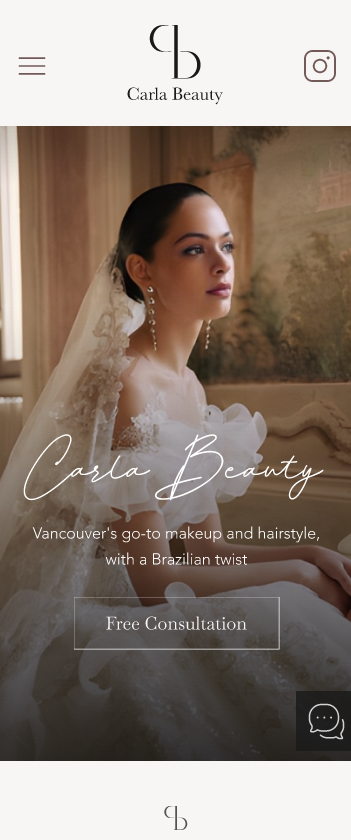 Carla Beauty
Carla Beauty
Vancouver's go-to makeup and hairstyle,
with a Brazilian twist
Free Consultation